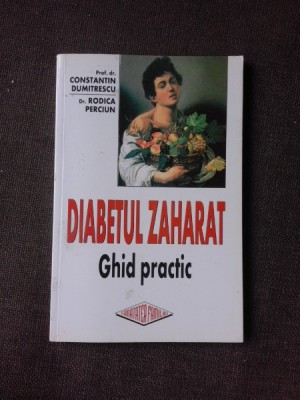 Prof. dr.
CONSTANTIN
DUMITRESCU
Dr. RODICA
PERCIUN
DIABETUL ZAHARAT
Ghid practic